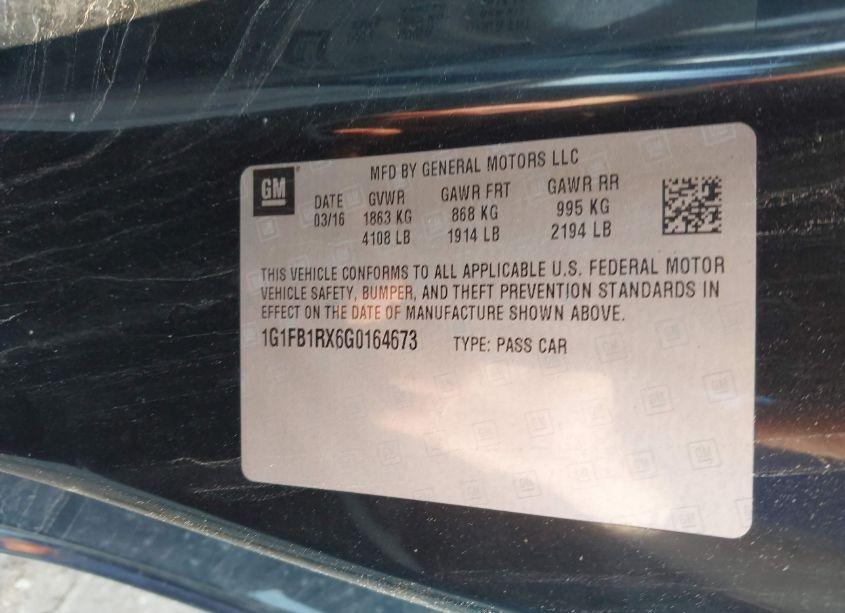 GM
MFD BY GENERAL MOTORS LLC
DATE GVWR GAWR FRT GAWR RR
03/16 1863 KG 868 KG 995 KG
4108 LB 1914 LB 2194 LB
THIS VEHICLE CONFORMS TO ALL APPLICABLE U.S. FEDERAL MOTOR
VEHICLE SAFETY, BUMPER, AND THEFT PREVENTION STANDARDS IN
EFFECT ON THE DATE OF MANUFACTURE SHOWN ABOVE.
1G1FB1RX6G0164673 TYPE: PASS CAR